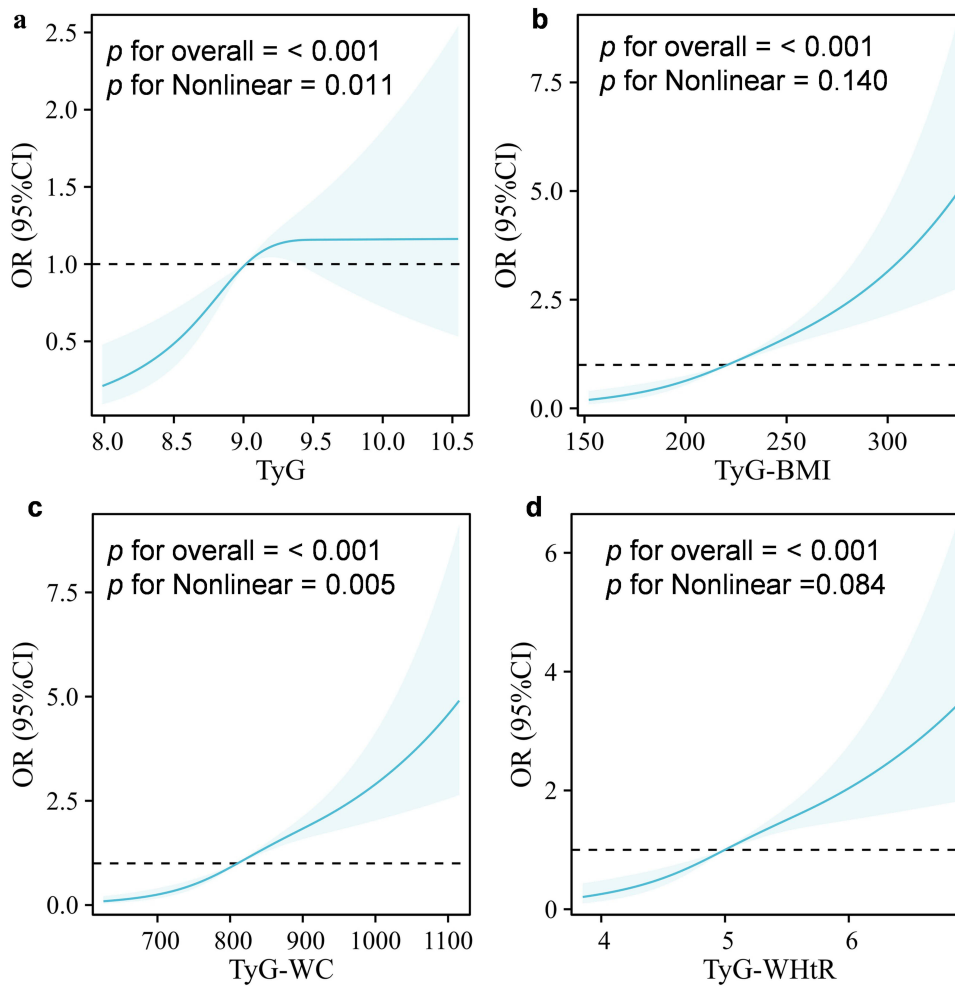 a
p for overall = < 0.001
p for Nonlinear = 0.011
OR (95%CI)
2.5
2.0
1.5
1.0
0.5
8.0 8.5 9.0 9.5 10.0 10.5
TyG
b
p for overall = < 0.001
p for Nonlinear = 0.140
OR (95%CI)
7.5
5.0
2.5
0.0
150 200 250 300
TyG-BMI
c
p for overall = < 0.001
p for Nonlinear = 0.005
OR (95%CI)
7.5
5.0
2.5
0.0
700 800 900 1000 1100
TyG-WC
d
p for overall = < 0.001
p for Nonlinear =0.084
OR (95%CI)
6
4
2
0
4 5 6
TyG-WHtR